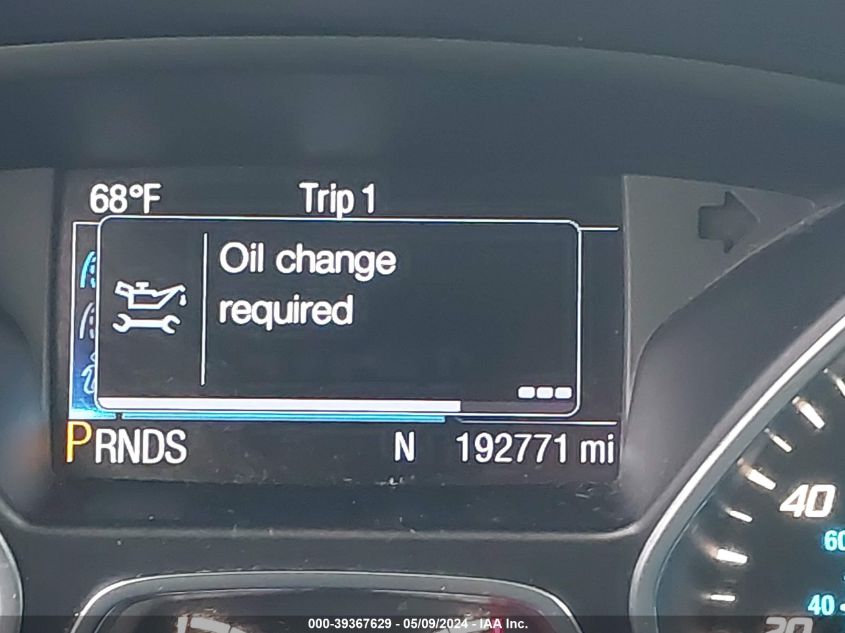 68°F Trip 1
Oil change
required
PRNDS N 192771 mi
40
60
40
20
000-39367629 - 05/09/2024 - IAA Inc.